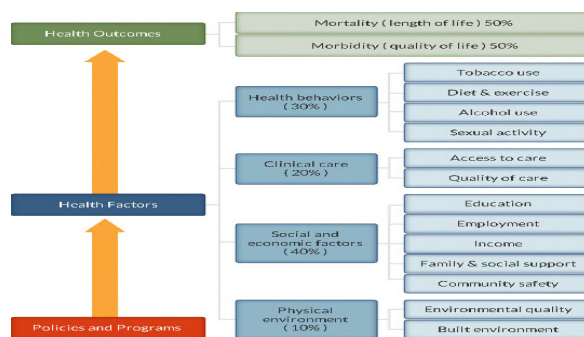 Health Outcomes
Mortality (length of life) 50%
Morbidity (quality of life) 50%
Health Factors
Health behaviors
(30%)
Tobacco use
Diet & exercise
Alcohol use
Sexual activity
Clinical care
(20%)
Access to care
Quality of care
Social and
economic factors
(40%)
Education
Employment
Income
Family & social support
Community safety
Physical
environment
(10%)
Environmental quality
Built environment
Policies and Programs